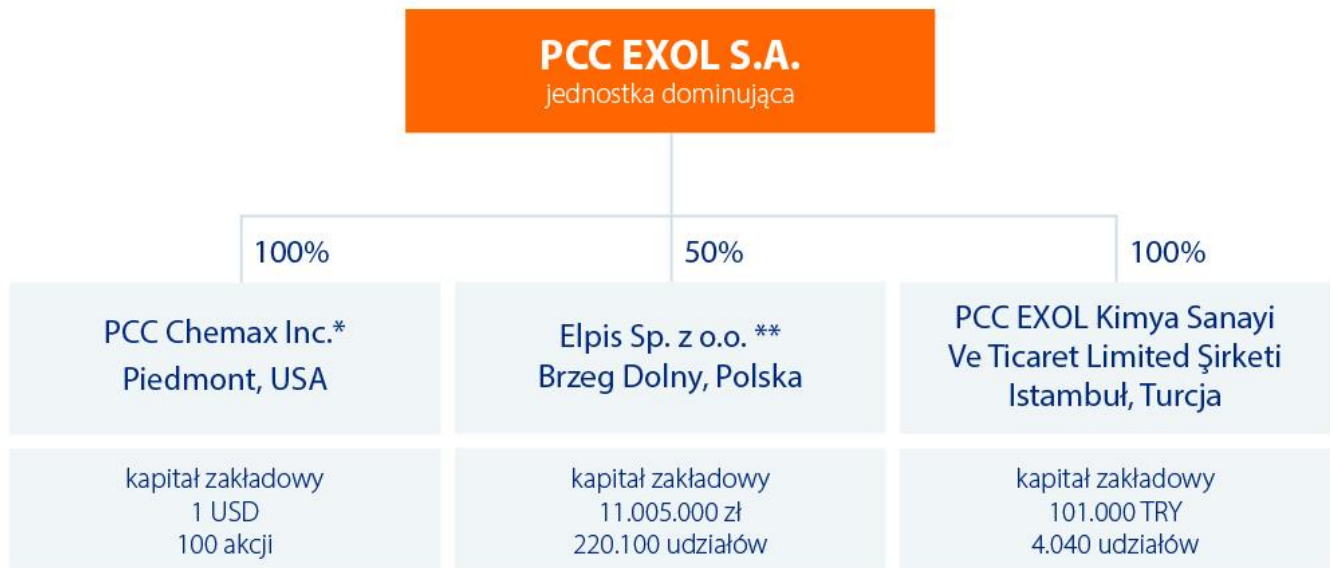 PCC EXOL S.A.
jednostka dominująca
100%
50%
100%
PCC Chemax Inc.*
Piedmont, USA
Elpis Sp. z o.o. **
Brzeg Dolny, Polska
PCC EXOL Kimya Sanayi
Ve Ticaret Limited Şirketi
Istambuł, Turcja
kapitał zakładowy
1 USD
100 akcji
kapitał zakładowy
11.005.000 zł
220.100 udziałów
kapitał zakładowy
101.000 TRY
4.040 udziałów